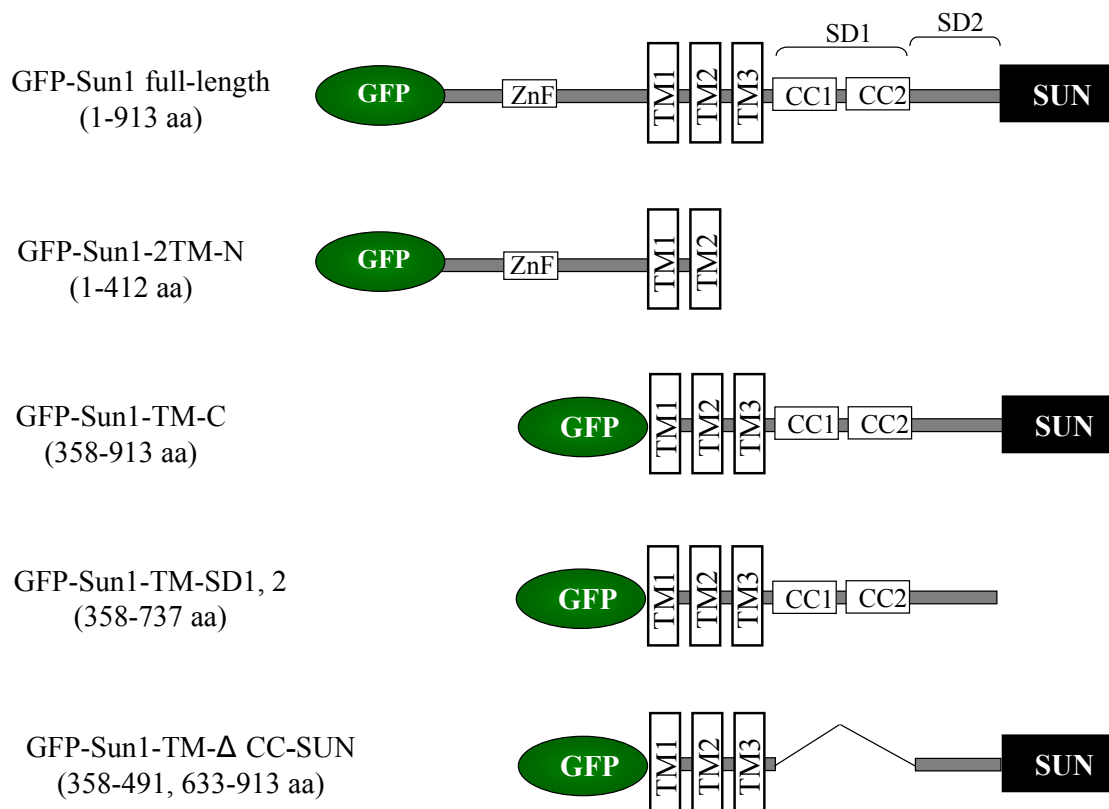 SD1
SD2
GFP-Sun1 full-length
(1-913 aa)
GFP
ZnF
TM1
TM2
TM3
CC1
CC2
SUN
GFP-Sun1-2TM-N
(1-412 aa)
GFP
ZnF
TM1
TM2
GFP-Sun1-TM-C
(358-913 aa)
GFP
TM1
TM2
TM3
CC1
CC2
SUN
GFP-Sun1-TM-SD1, 2
(358-737 aa)
GFP
TM1
TM2
TM3
CC1
CC2
GFP-Sun1-TM-Δ CC-SUN
(358-491, 633-913 aa)
GFP
TM1
TM2
TM3
SUN